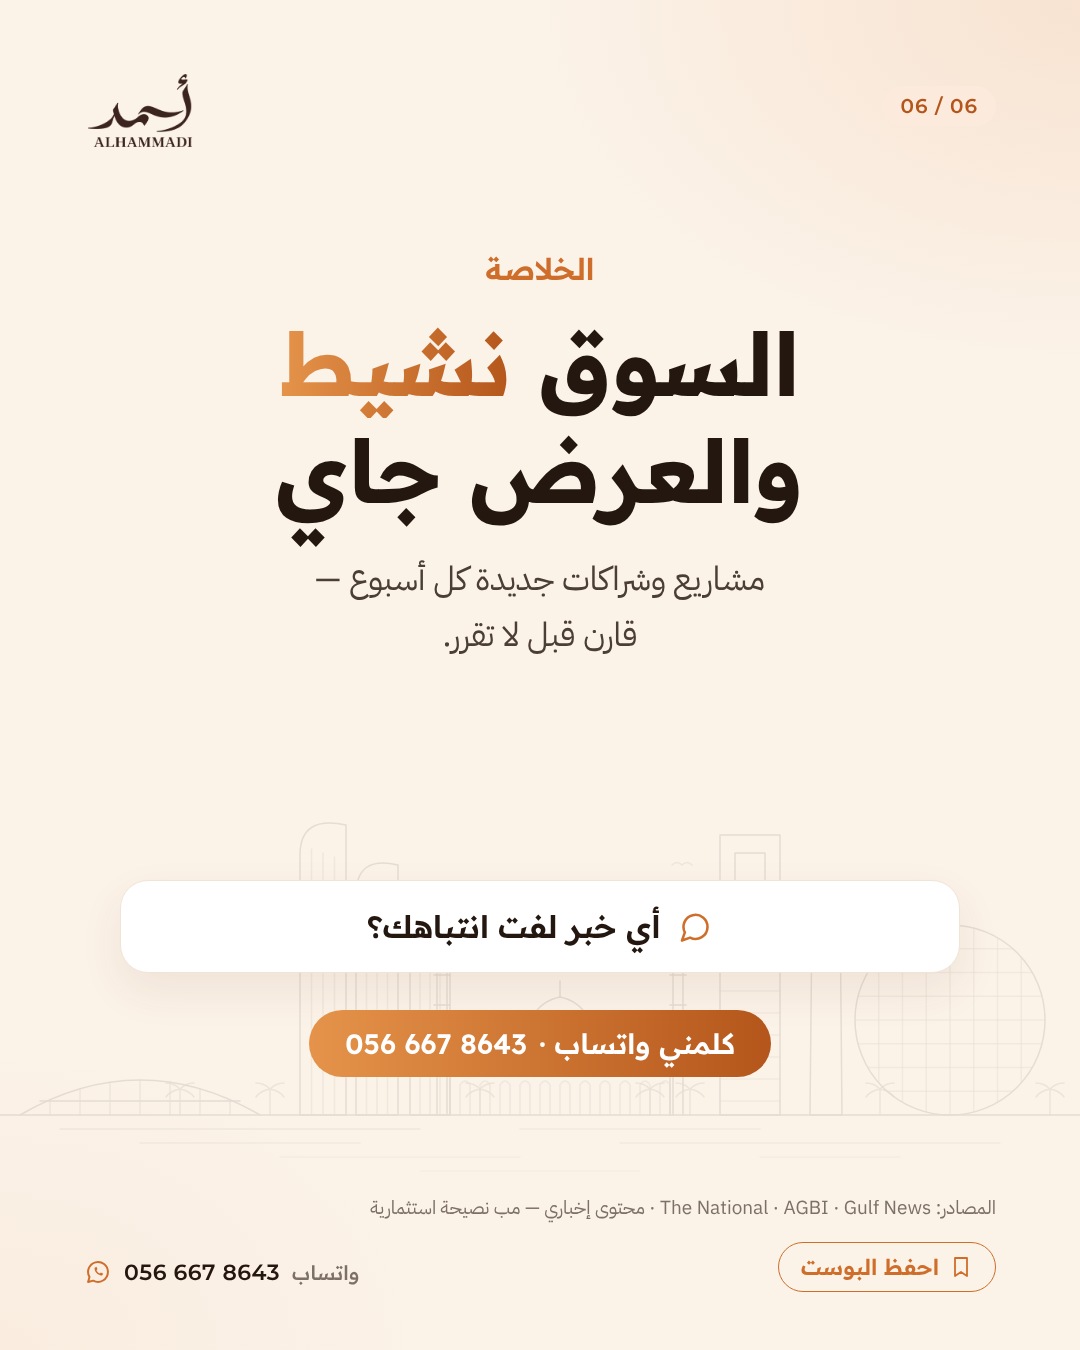 أحمد
ALHAMMADI
06 / 06
الخلاصة
السوق نشيط
والعرض جاي
مشاريع وشراكات جديدة كل أسبوع —
قارن قبل لا تقرر.
أي خبر لفت انتباهك؟
كلمني واتساب · 056 667 8643
المصادر: The National · AGBI · Gulf News · محتوى إخباري — مب نصيحة استثمارية
احفظ البوست
واتساب 056 667 8643